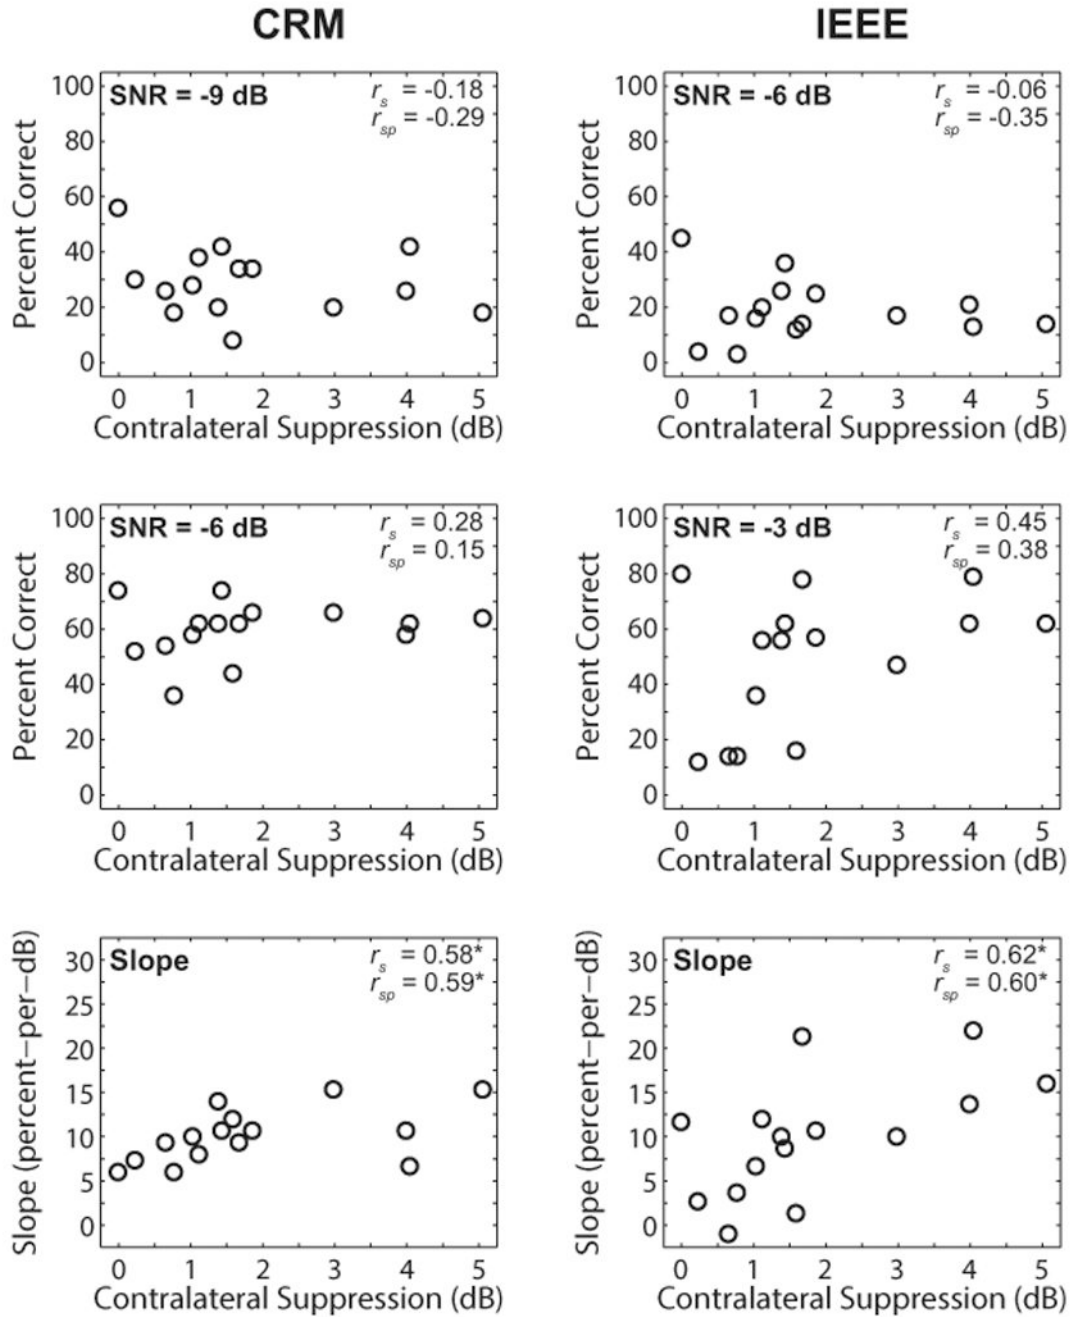 CRM
IEEE
SNR = -9 dB
r_s = -0.18
r_sp = -0.29
Percent Correct
100
80
60
40
20
0
0 1 2 3 4 5
Contralateral Suppression (dB)
SNR = -6 dB
r_s = -0.06
r_sp = -0.35
Percent Correct
100
80
60
40
20
0
0 1 2 3 4 5
Contralateral Suppression (dB)
SNR = -6 dB
r_s = 0.28
r_sp = 0.15
Percent Correct
100
80
60
40
20
0
0 1 2 3 4 5
Contralateral Suppression (dB)
SNR = -3 dB
r_s = 0.45
r_sp = 0.38
Percent Correct
100
80
60
40
20
0
0 1 2 3 4 5
Contralateral Suppression (dB)
Slope
r_s = 0.58*
r_sp = 0.59*
Slope (percent–per–dB)
30
25
20
15
10
5
0
0 1 2 3 4 5
Contralateral Suppression (dB)
Slope
r_s = 0.62*
r_sp = 0.60*
Slope (percent–per–dB)
30
25
20
15
10
5
0
0 1 2 3 4 5
Contralateral Suppression (dB)